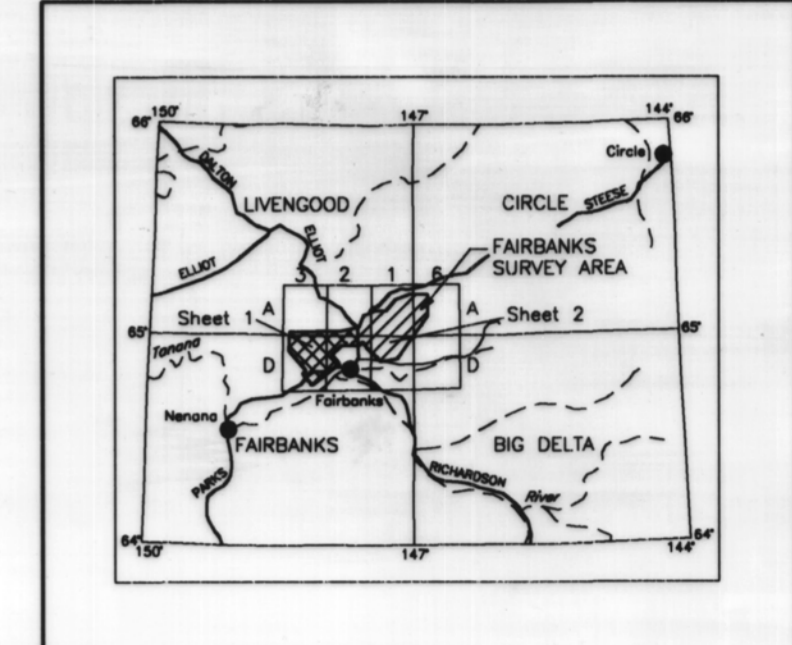 150°
147°
144°
66°
66°
Circle
DALTON
LIVENGOOD
CIRCLE
STEESE
ELLIOT
FAIRBANKS
SURVEY AREA
ELLIOT
3
2
1
6
Sheet 1
A
A
Sheet 2
65°
65°
Tanana
D
D
Fairbanks
Nenana
FAIRBANKS
BIG DELTA
PARKS
RICHARDSON
River
64°
64°
150°
147°
144°